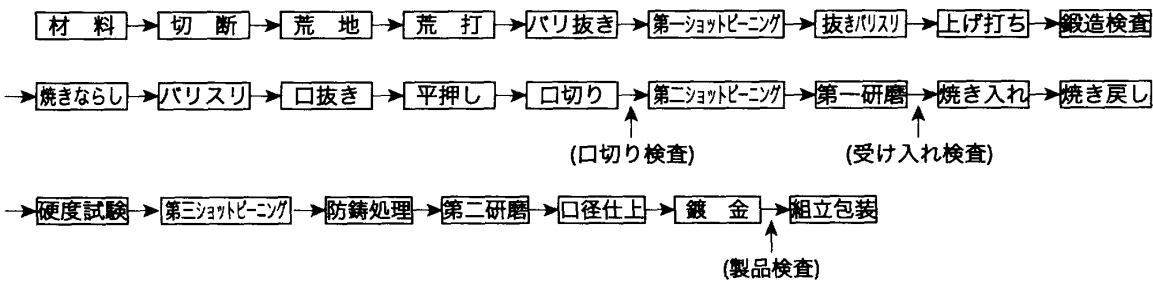 材料 切断 荒地 荒打 バリ抜き 第一ショットピーニング 抜きバリスリ 上げ打ち 鍛造検査
焼きならし バリスリ 口抜き 平押し 口切り 第二ショットピーニング 第一研磨 焼き入れ 焼き戻し
(口切り検査) (受け入れ検査)
硬度試験 第三ショットピーニング 防錆処理 第二研磨 口径仕上 鍍金 組立包装
(製品検査)